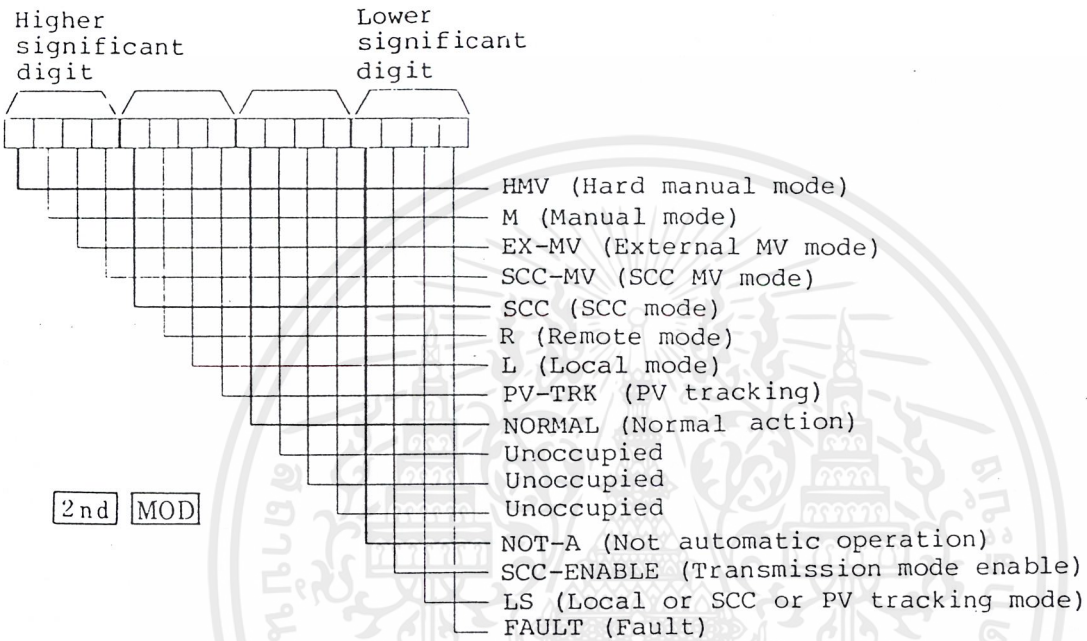 Higher
significant
digit
Lower
significant
digit
HMV (Hard manual mode)
M (Manual mode)
EX-MV (External MV mode)
SCC-MV (SCC MV mode)
SCC (SCC mode)
R (Remote mode)
L (Local mode)
PV-TRK (PV tracking)
NORMAL (Normal action)
Unoccupied
Unoccupied
Unoccupied
2nd MOD
NOT-A (Not automatic operation)
SCC-ENABLE (Transmission mode enable)
LS (Local or SCC or PV tracking mode)
FAULT (Fault)